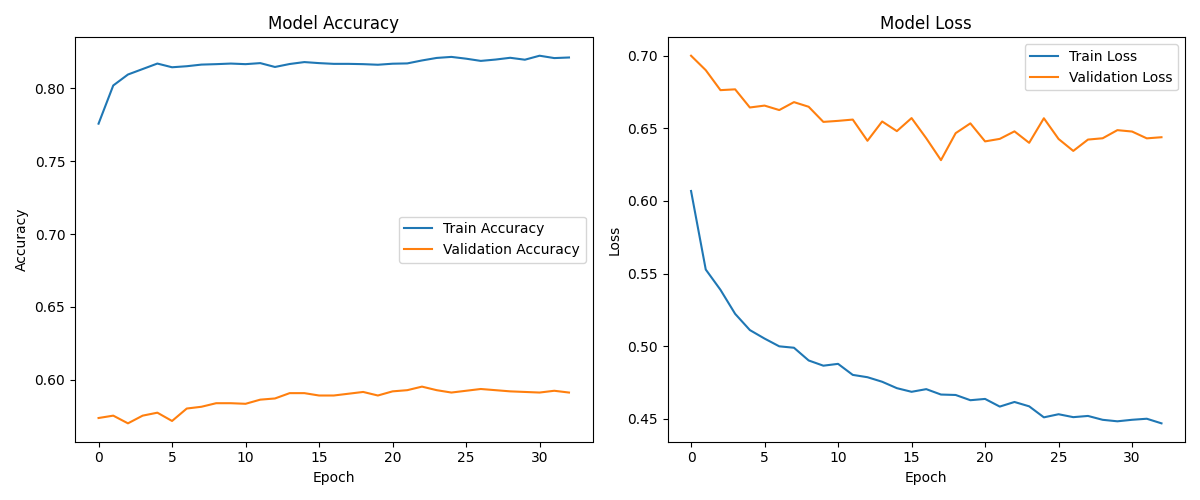 Model Accuracy
Accuracy
0.80
0.75
0.70
0.65
0.60
Train Accuracy
Validation Accuracy
0 5 10 15 20 25 30
Epoch
Model Loss
Loss
0.70
0.65
0.60
0.55
0.50
0.45
Train Loss
Validation Loss
0 5 10 15 20 25 30
Epoch